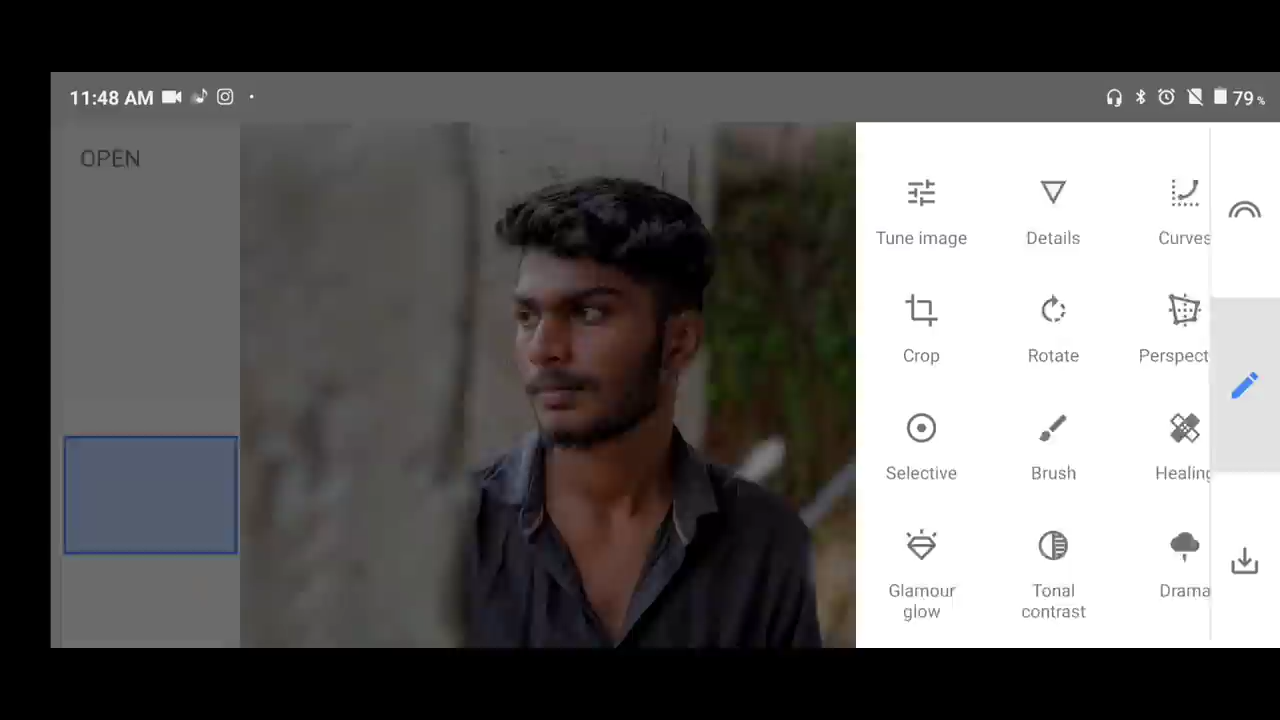 11:48 AM
79%
OPEN
Tune image
Details
Curves
Crop
Rotate
Perspect
Selective
Brush
Healing
Glamour
glow
Tonal
contrast
Drama